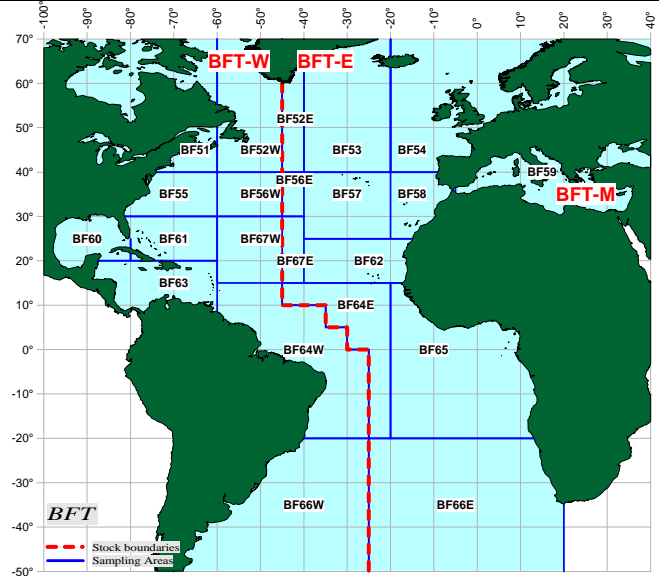 -100° -90° -80° -70° -60° -50° -40° -30° -20° -10° 0° 10° 20° 30° 40°
70°
BFT-W BFT-E
60°
BF52E
50°
BF51 BF52W BF53 BF54
40°
BF59
BF56E
BF55 BF56W BF57 BF58 BFT-M
30°
BF60 BF61 BF67W
20°
BF67E BF62
BF63
10°
BF64E
0°
BF64W BF65
-10°
-20°
-30°
BF66W BF66E
BFT
-40°
Stock boundaries
Sampling Areas
-50°